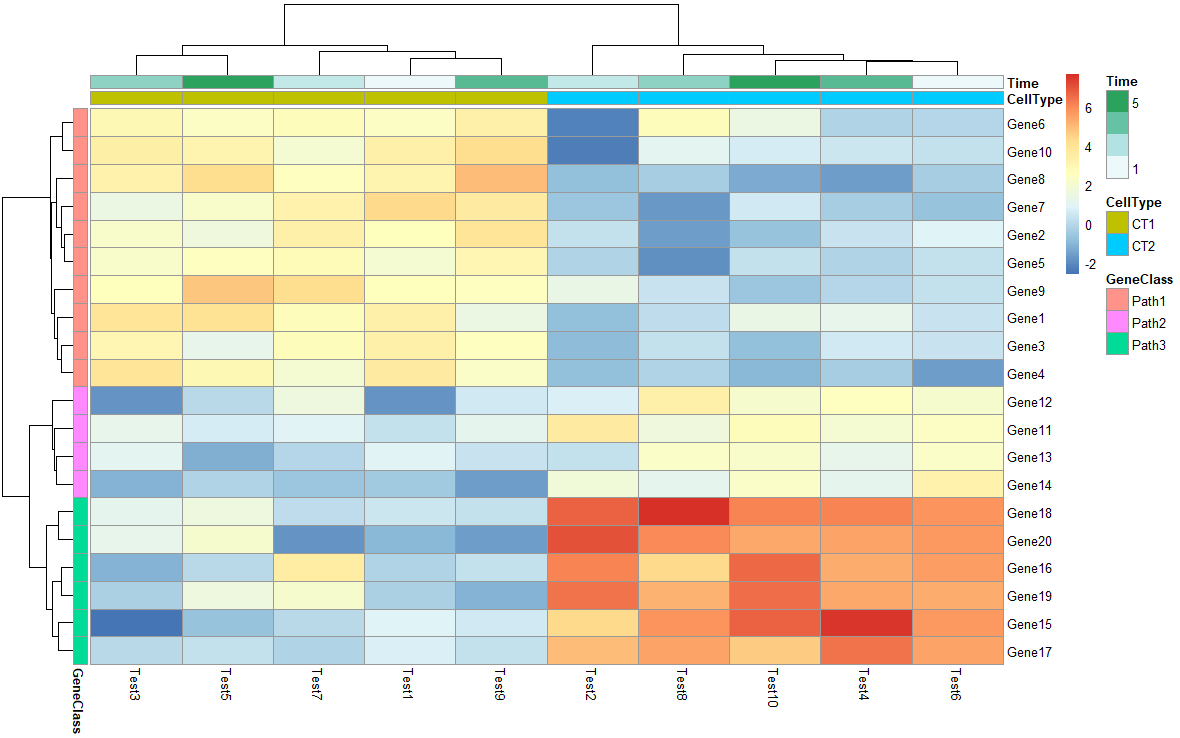 Time
CellType
Gene6
Gene10
Gene8
Gene7
Gene2
Gene5
Gene9
Gene1
Gene3
Gene4
Gene12
Gene11
Gene13
Gene14
Gene18
Gene20
Gene16
Gene19
Gene15
Gene17
6
4
2
0
-2
Time
5
1
CellType
CT1
CT2
GeneClass
Path1
Path2
Path3
GeneClass
Test3
Test5
Test7
Test1
Test9
Test2
Test8
Test10
Test4
Test6